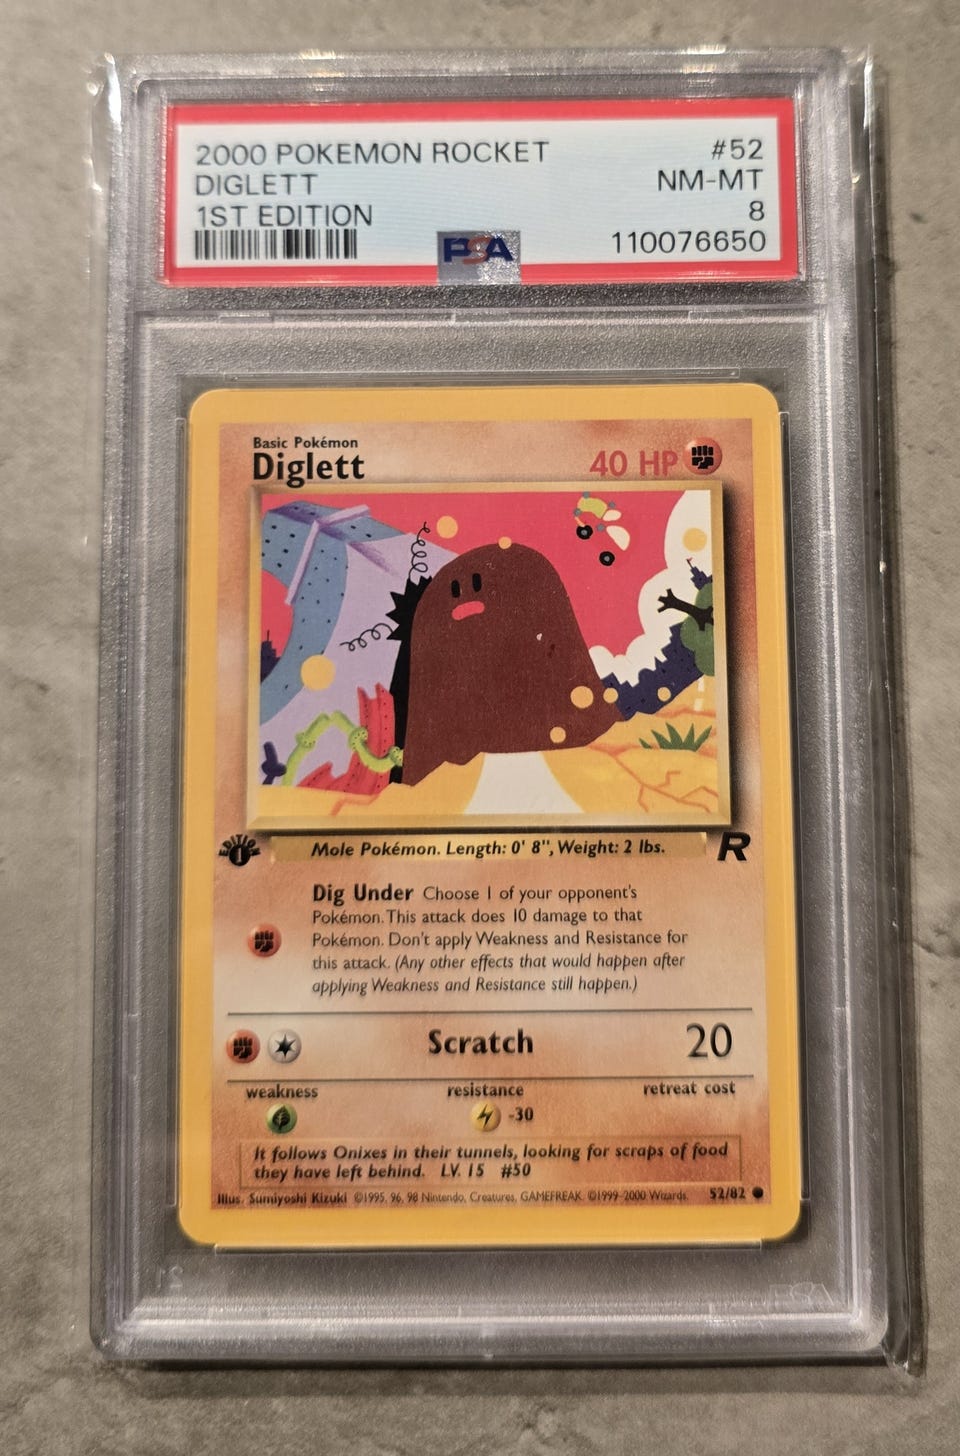 2000 POKEMON ROCKET #52
DIGLETT NM-MT
1ST EDITION 8
110076650
PSA
Basic Pokémon
Diglett 40 HP
EDITION
1
Mole Pokémon. Length: 0' 8", Weight: 2 lbs. R
Dig Under Choose 1 of your opponent's
Pokémon. This attack does 10 damage to that
Pokémon. Don't apply Weakness and Resistance for
this attack. (Any other effects that would happen after
applying Weakness and Resistance still happen.)
Scratch 20
weakness resistance retreat cost
-30
It follows Onixes in their tunnels, looking for scraps of food
they have left behind. LV. 15 #50
Illus. Sumiyoshi Kizuki ©1995, 96, 98 Nintendo, Creatures, GAMEFREAK. ©1999-2000 Wizards. 52/82
PSA